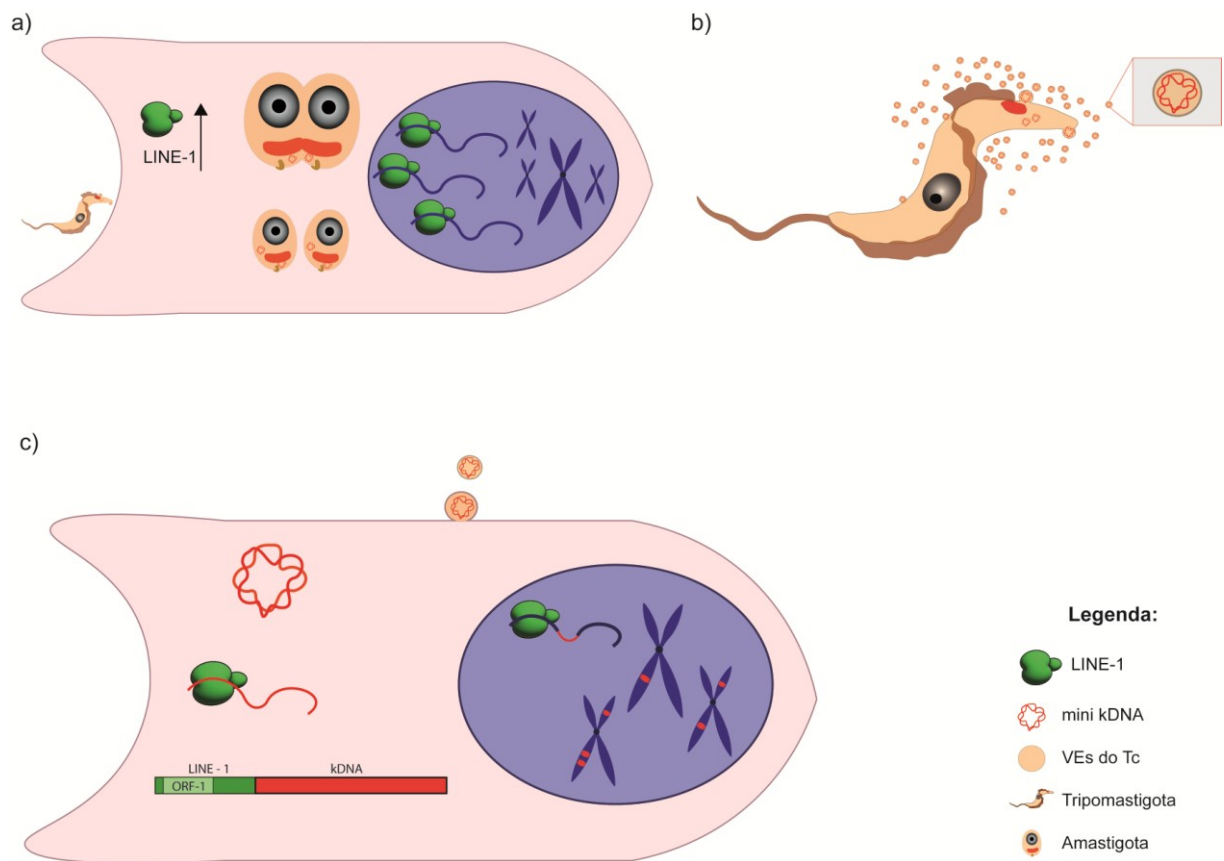 a)
b)
LINE-1
c)
LINE - 1
kDNA
ORF-1
Legenda:
LINE-1
mini kDNA
VEs do Tc
Tripomastigota
Amastigota